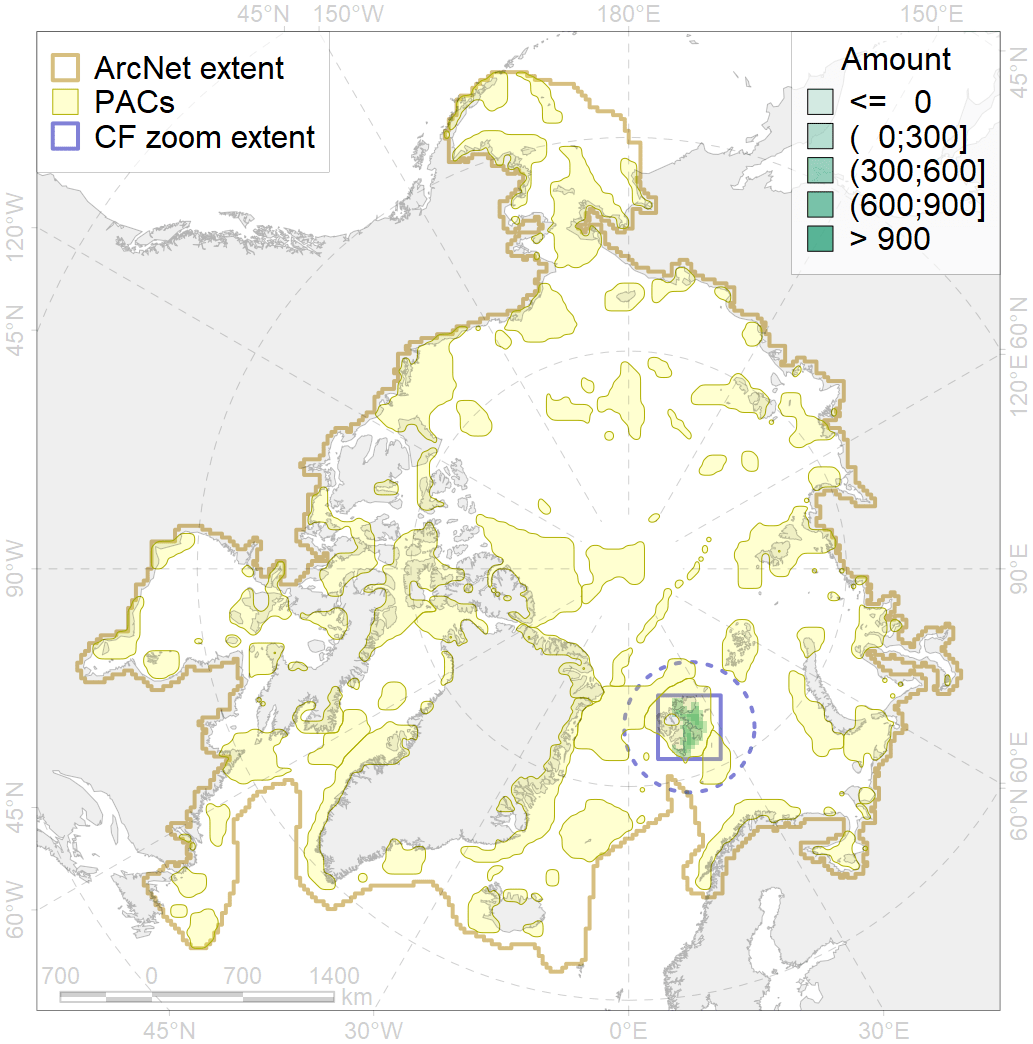 45°N 150°W 180°E 150°E
ArcNet extent
PACs
CF zoom extent
Amount
<= 0
( 0;300]
(300;600]
(600;900]
> 900
45°N
120°W
45°N
60°N
120°E
90°W
90°E
60°E
45°N
60°N
60°W
700 0 700 1400
km
45°N 30°W 0°E 30°E